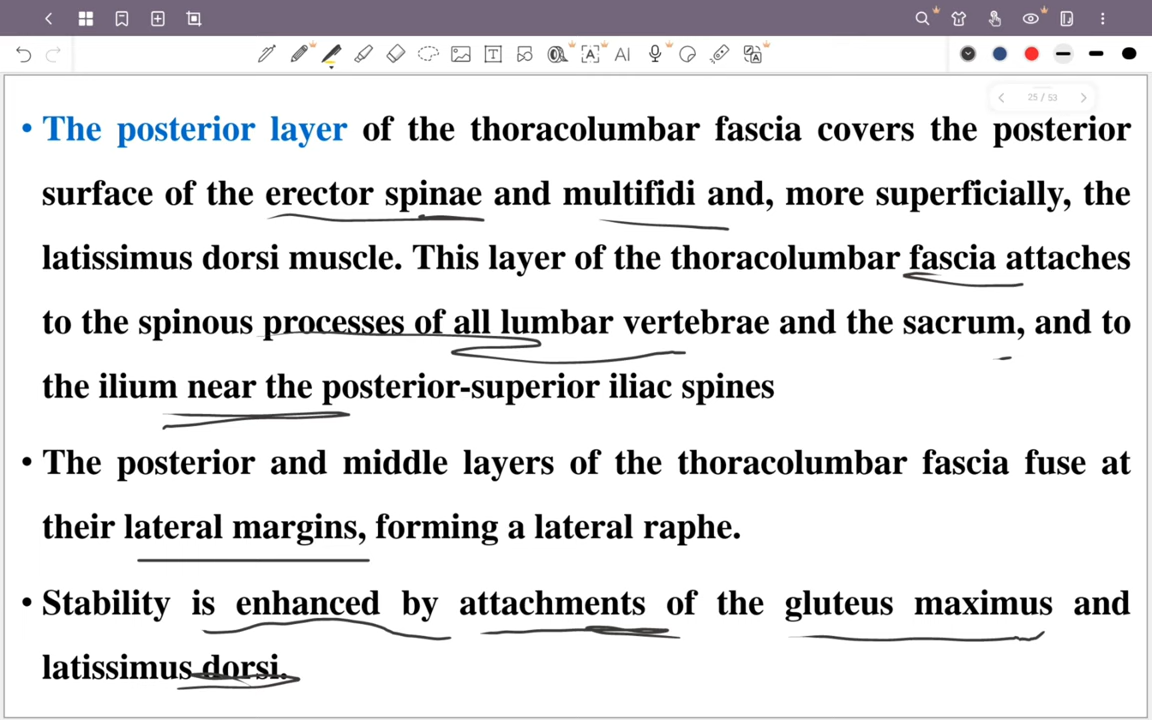 AI
25 / 53
• The posterior layer of the thoracolumbar fascia covers the posterior
surface of the erector spinae and multifidi and, more superficially, the
latissimus dorsi muscle. This layer of the thoracolumbar fascia attaches
to the spinous processes of all lumbar vertebrae and the sacrum, and to
the ilium near the posterior-superior iliac spines
• The posterior and middle layers of the thoracolumbar fascia fuse at
their lateral margins, forming a lateral raphe.
• Stability is enhanced by attachments of the gluteus maximus and
latissimus dorsi.